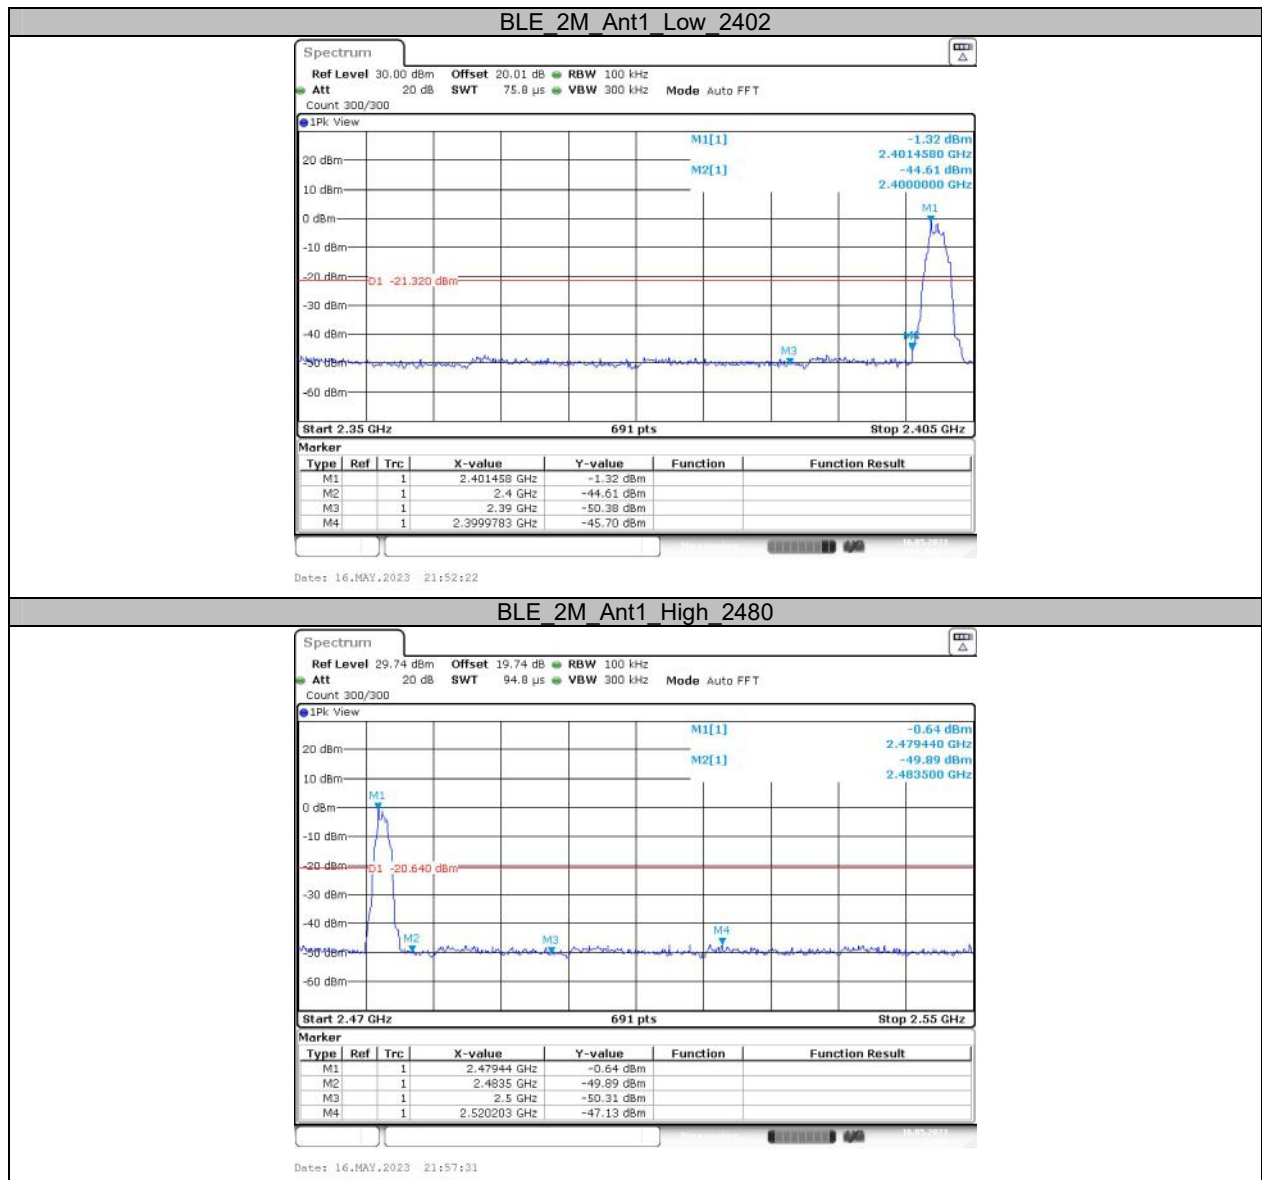 BLE_2M_Ant1_Low_2402
Spectrum
Ref Level 30.00 dBm Offset 20.01 dB RBW 100 kHz
Att 20 dB SWT 75.8 µs VBW 300 kHz Mode Auto FFT
Count 300/300
1Pk View
M1[1] -1.32 dBm
2.4014580 GHz
M2[1] -44.61 dBm
2.4000000 GHz
20 dBm
10 dBm
M1
0 dBm
-10 dBm
-20 dBm
D1 -21.320 dBm
-30 dBm
-40 dBm
M3
-50 dBm
-60 dBm
Start 2.35 GHz 691 pts Stop 2.405 GHz
Marker
Type Ref Trc X-value Y-value Function Function Result
M1 1 2.401458 GHz -1.32 dBm
M2 1 2.4 GHz -44.61 dBm
M3 1 2.39 GHz -50.38 dBm
M4 1 2.3999783 GHz -45.70 dBm
Date: 16.MAY.2023 21:52:22
BLE_2M_Ant1_High_2480
Spectrum
Ref Level 29.74 dBm Offset 19.74 dB RBW 100 kHz
Att 20 dB SWT 94.8 µs VBW 300 kHz Mode Auto FFT
Count 300/300
1Pk View
M1[1] -0.64 dBm
2.479440 GHz
M2[1] -49.89 dBm
2.483500 GHz
20 dBm
10 dBm
M1
0 dBm
-10 dBm
-20 dBm
D1 -20.640 dBm
-30 dBm
-40 dBm
M2 M3 M4
-50 dBm
-60 dBm
Start 2.47 GHz 691 pts Stop 2.55 GHz
Marker
Type Ref Trc X-value Y-value Function Function Result
M1 1 2.47944 GHz -0.64 dBm
M2 1 2.4835 GHz -49.89 dBm
M3 1 2.5 GHz -50.31 dBm
M4 1 2.520203 GHz -47.13 dBm
Date: 16.MAY.2023 21:57:31